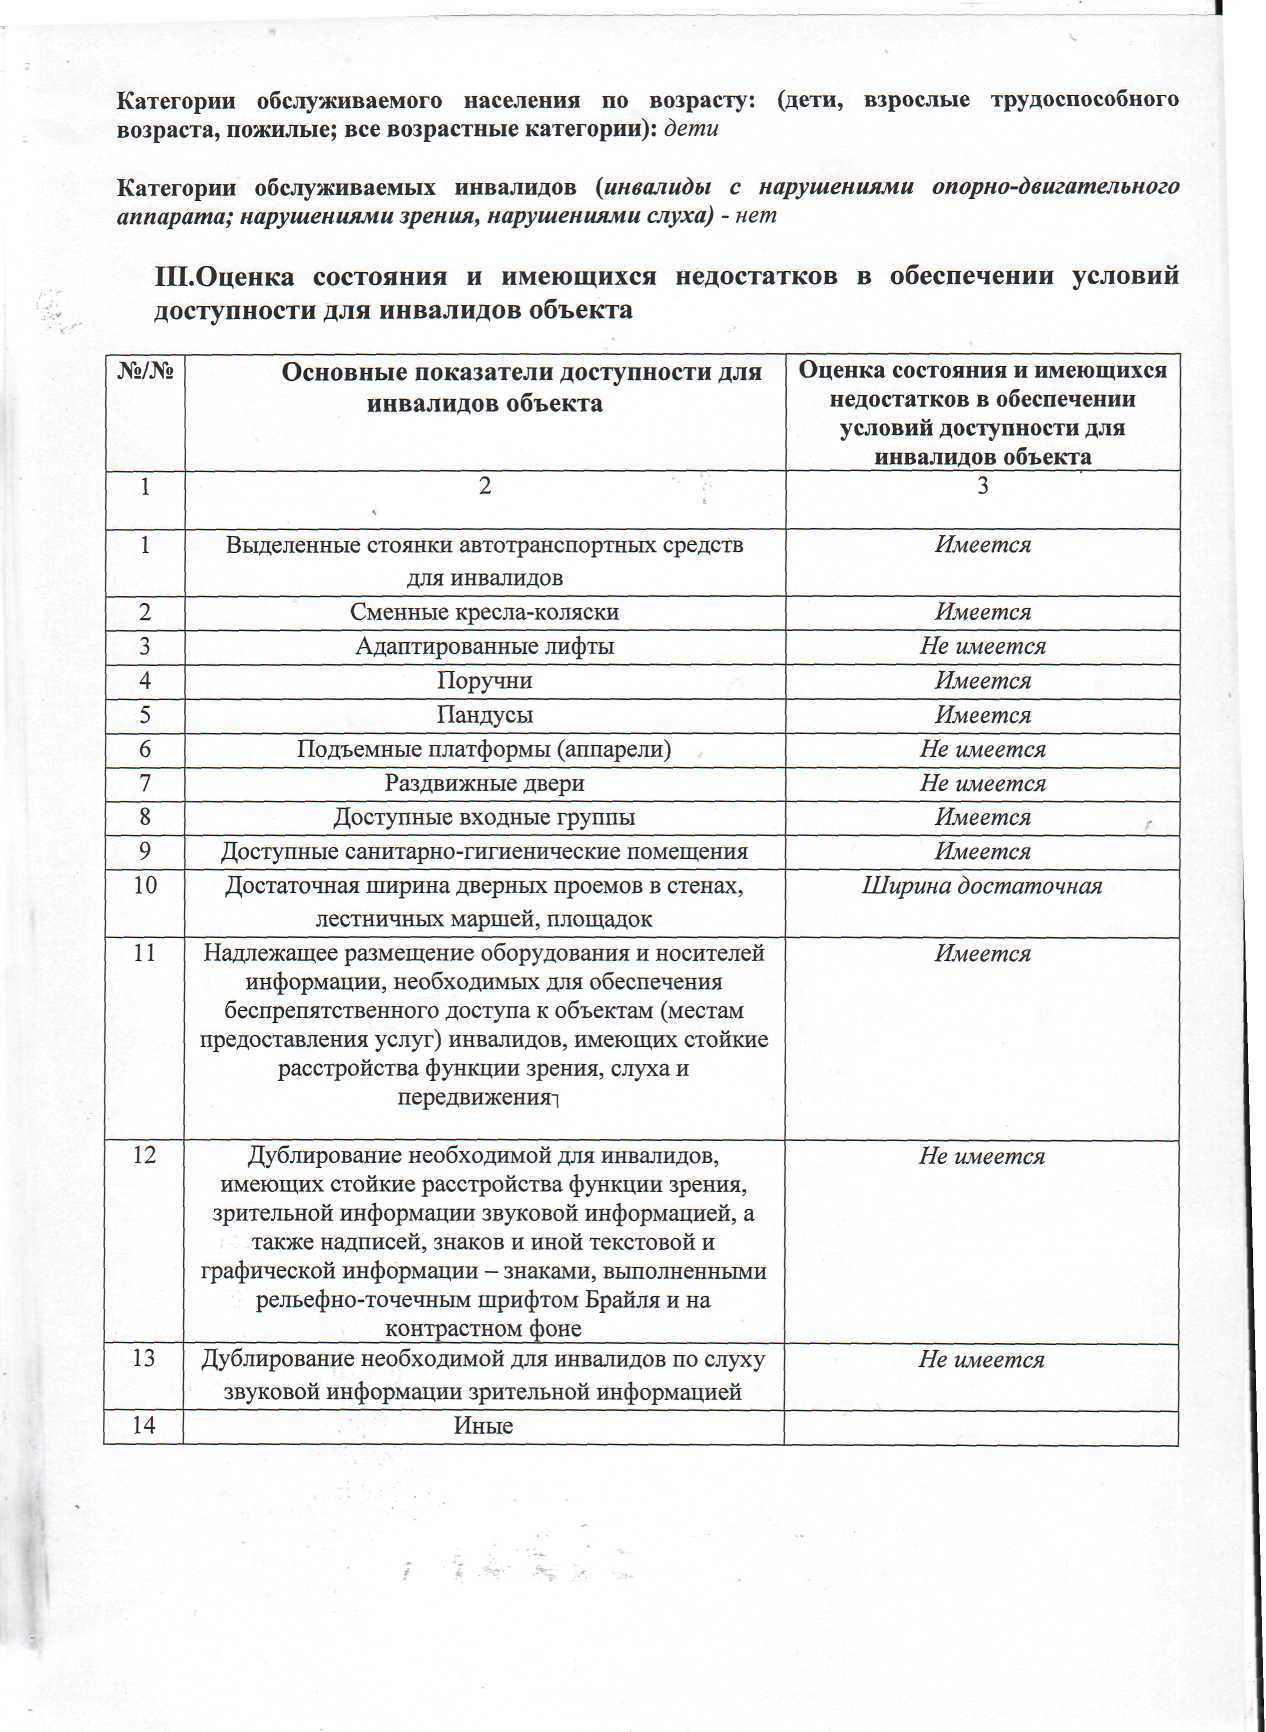 Категории обслуживаемого населения по возрасту: (дети, взрослые трудоспособного
возраста, пожилые; все возрастные категории): дети
Категории обслуживаемых инвалидов (инвалиды с нарушениями опорно-двигательного
аппарата; нарушениями зрения, нарушениями слуха) - нет
III.Оценка состояния и имеющихся недостатков в обеспечении условий
доступности для инвалидов объекта
№/№
Основные показатели доступности для
инвалидов объекта
Оценка состояния и имеющихся
недостатков в обеспечении
условий доступности для
инвалидов объекта
1
2
3
1
Выделенные стоянки автотранспортных средств
для инвалидов
Имеется
2
Сменные кресла-коляски
Имеется
3
Адаптированные лифты
Не имеется
4
Поручни
Имеется
5
Пандусы
Имеется
6
Подъемные платформы (аппарели)
Не имеется
7
Раздвижные двери
Не имеется
8
Доступные входные группы
Имеется
9
Доступные санитарно-гигиенические помещения
Имеется
10
Достаточная ширина дверных проемов в стенах,
лестничных маршей, площадок
Ширина достаточная
11
Надлежащее размещение оборудования и носителей
информации, необходимых для обеспечения
беспрепятственного доступа к объектам (местам
предоставления услуг) инвалидов, имеющих стойкие
расстройства функции зрения, слуха и
передвижения
Имеется
12
Дублирование необходимой для инвалидов,
имеющих стойкие расстройства функции зрения,
зрительной информации звуковой информацией, а
также надписей, знаков и иной текстовой и
графической информации – знаками, выполненными
рельефно-точечным шрифтом Брайля и на
контрастном фоне
Не имеется
13
Дублирование необходимой для инвалидов по слуху
звуковой информации зрительной информацией
Не имеется
14
Иные